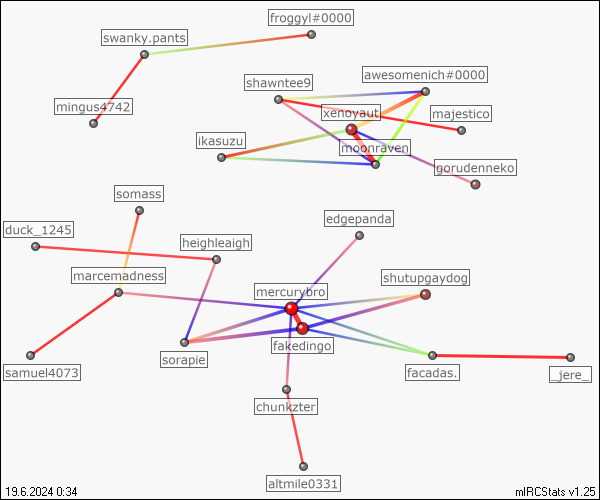 froggyl#0000
swanky.pants
awesomenich#0000
shawntee9
mingus4742
xenoyaut
majestico
ikasuzu
moonraven
gorudenneko
somass
edgepanda
duck_1245
heighleaigh
marcemadness
shutupgaydog
mercurybro
fakedingo
sorapie
samuel4073
facadas.
_jere_
chunkzter
altmile0331
19.6.2024 0:34
mIRCStats v1.25